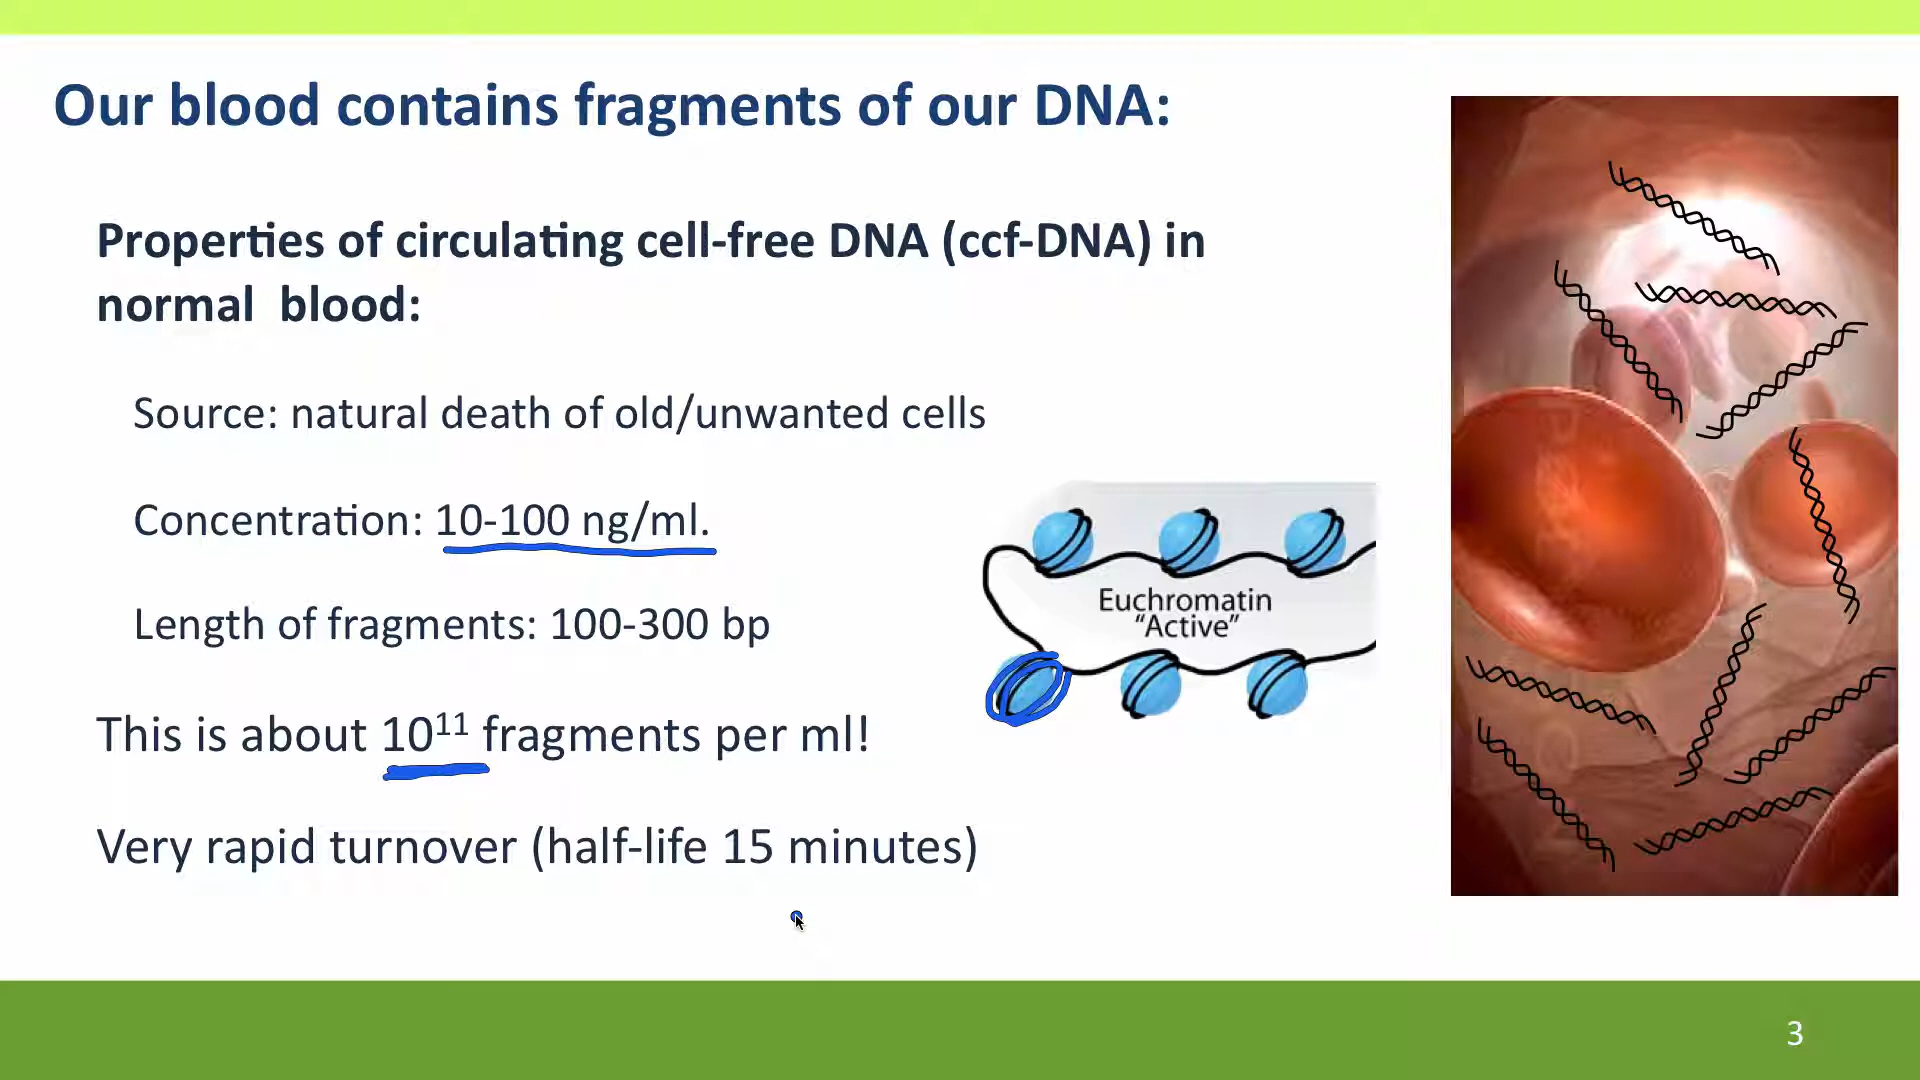 Our blood contains fragments of our DNA:
Properties of circulating cell-free DNA (ccf-DNA) in
normal blood:
Source: natural death of old/unwanted cells
Concentration: 10-100 ng/ml.
Length of fragments: 100-300 bp
Euchromatin
“Active”
This is about 10¹¹ fragments per ml!
Very rapid turnover (half-life 15 minutes)
3